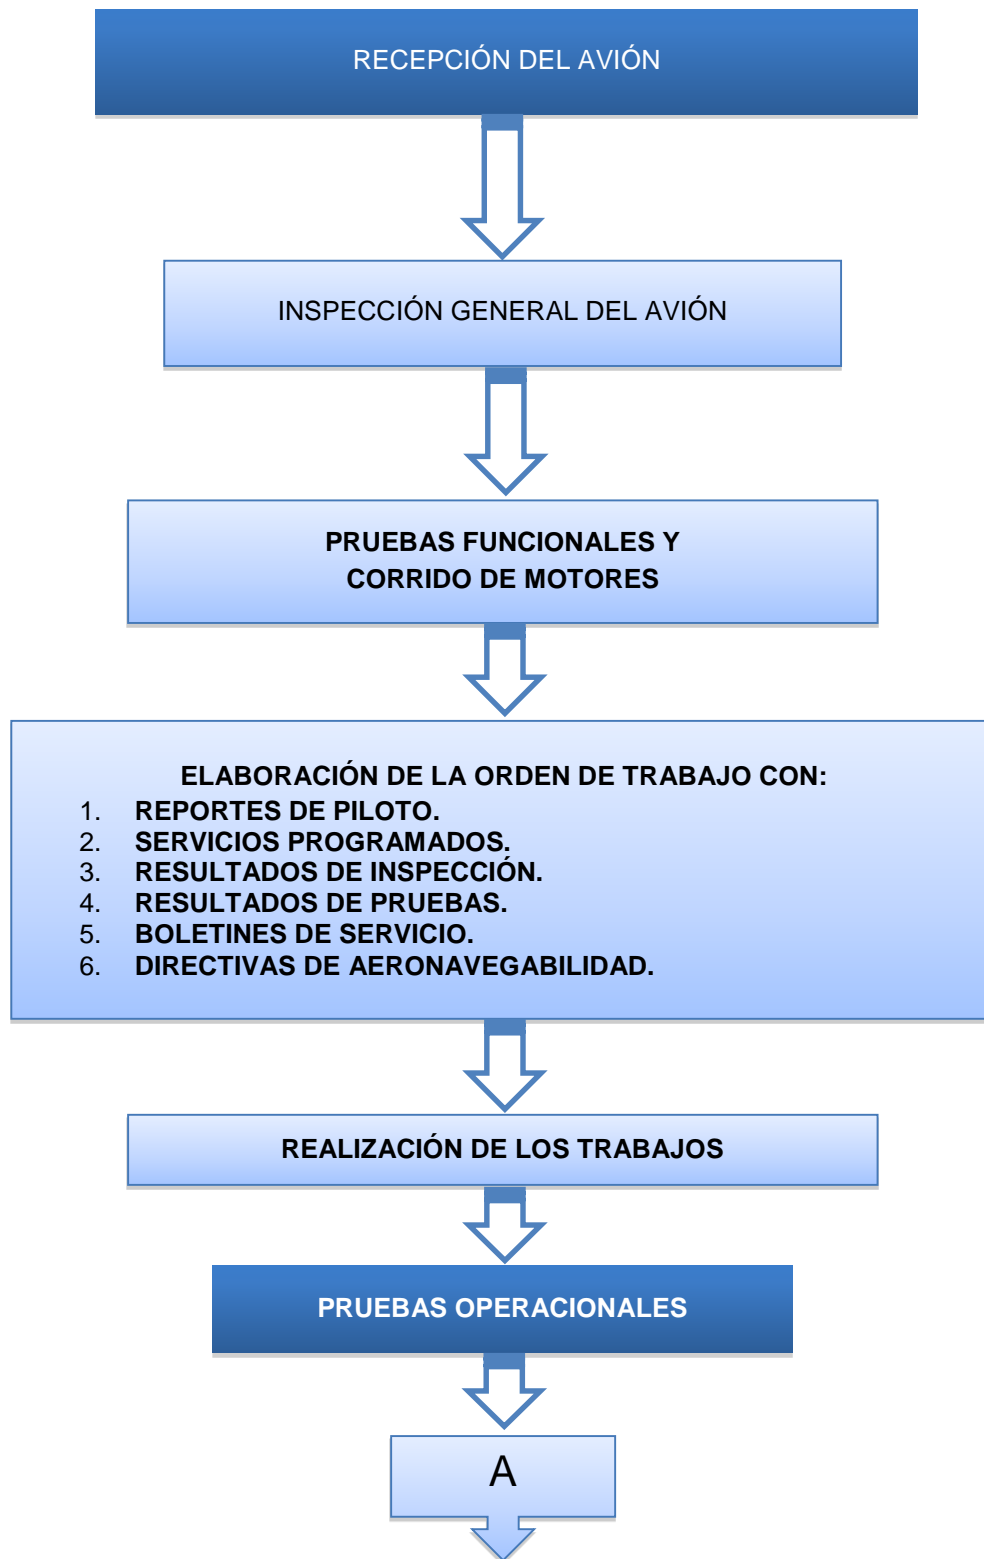 RECEPCIÓN DEL AVIÓN
INSPECCIÓN GENERAL DEL AVIÓN
PRUEBAS FUNCIONALES Y
CORRIDO DE MOTORES
ELABORACIÓN DE LA ORDEN DE TRABAJO CON:
1. REPORTES DE PILOTO.
2. SERVICIOS PROGRAMADOS.
3. RESULTADOS DE INSPECCIÓN.
4. RESULTADOS DE PRUEBAS.
5. BOLETINES DE SERVICIO.
6. DIRECTIVAS DE AERONAVEGABILIDAD.
REALIZACIÓN DE LOS TRABAJOS
PRUEBAS OPERACIONALES
A